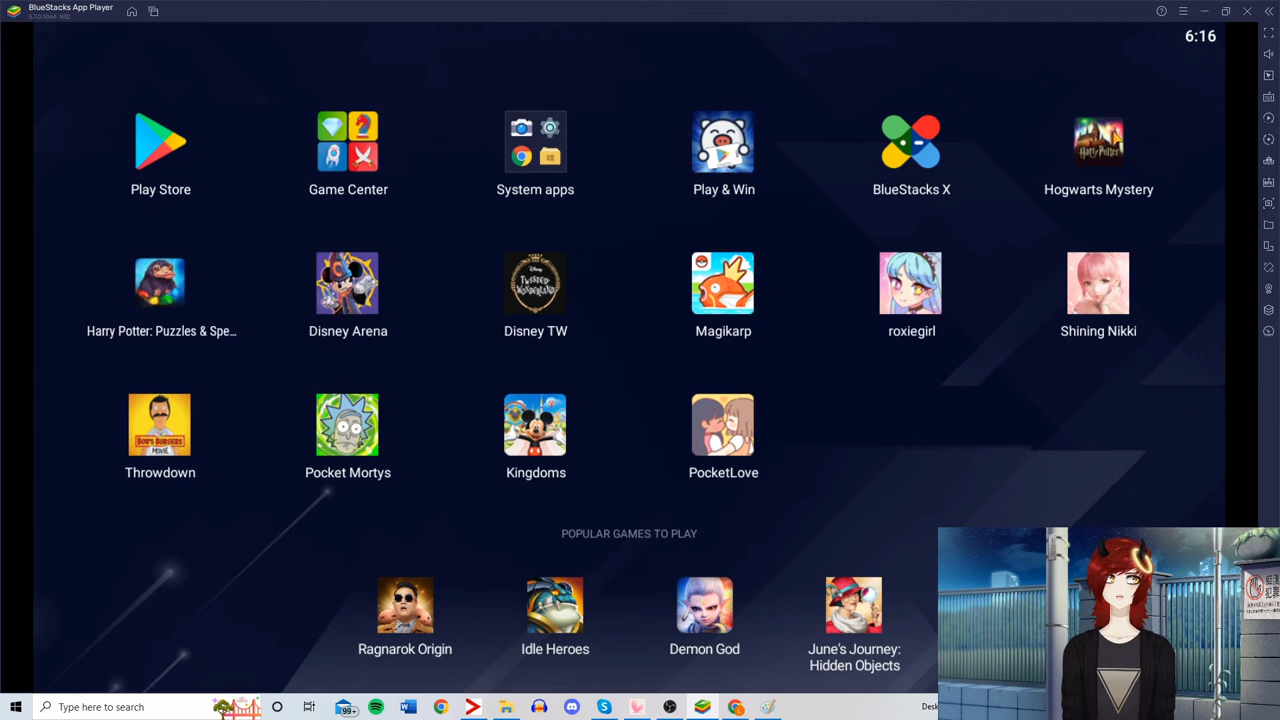 BlueStacks App Player
6:16
Play Store
Game Center
System apps
Play & Win
BlueStacks X
Hogwarts Mystery
Harry Potter: Puzzles & Spe...
Disney Arena
Disney TW
Magikarp
roxiegirl
Shining Nikki
Throwdown
Pocket Mortys
Kingdoms
PocketLove
POPULAR GAMES TO PLAY
Ragnarok Origin
Idle Heroes
Demon God
June's Journey:
Hidden Objects
Type here to search
99+
Desk